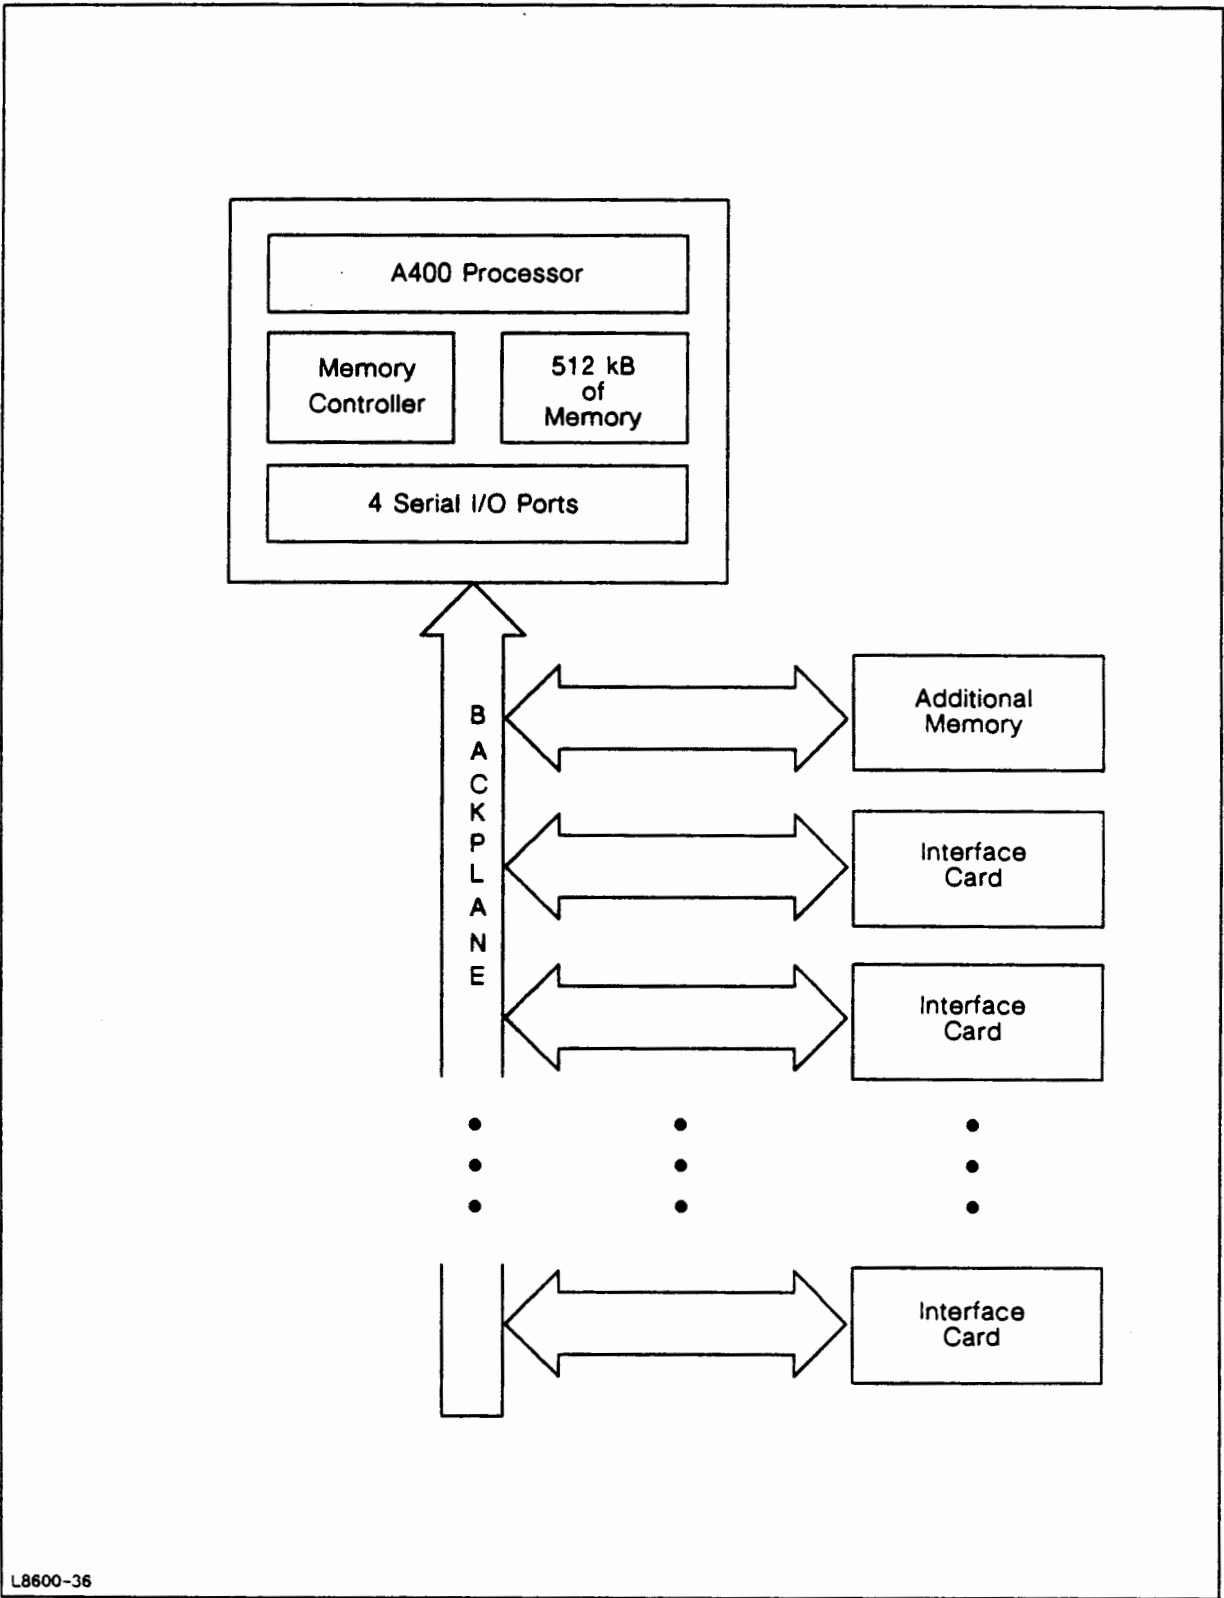 A400 Processor
Memory
Controller
512 kB
of
Memory
4 Serial I/O Ports
BACKPLANE
Additional
Memory
Interface
Card
Interface
Card
Interface
Card
L8600-36